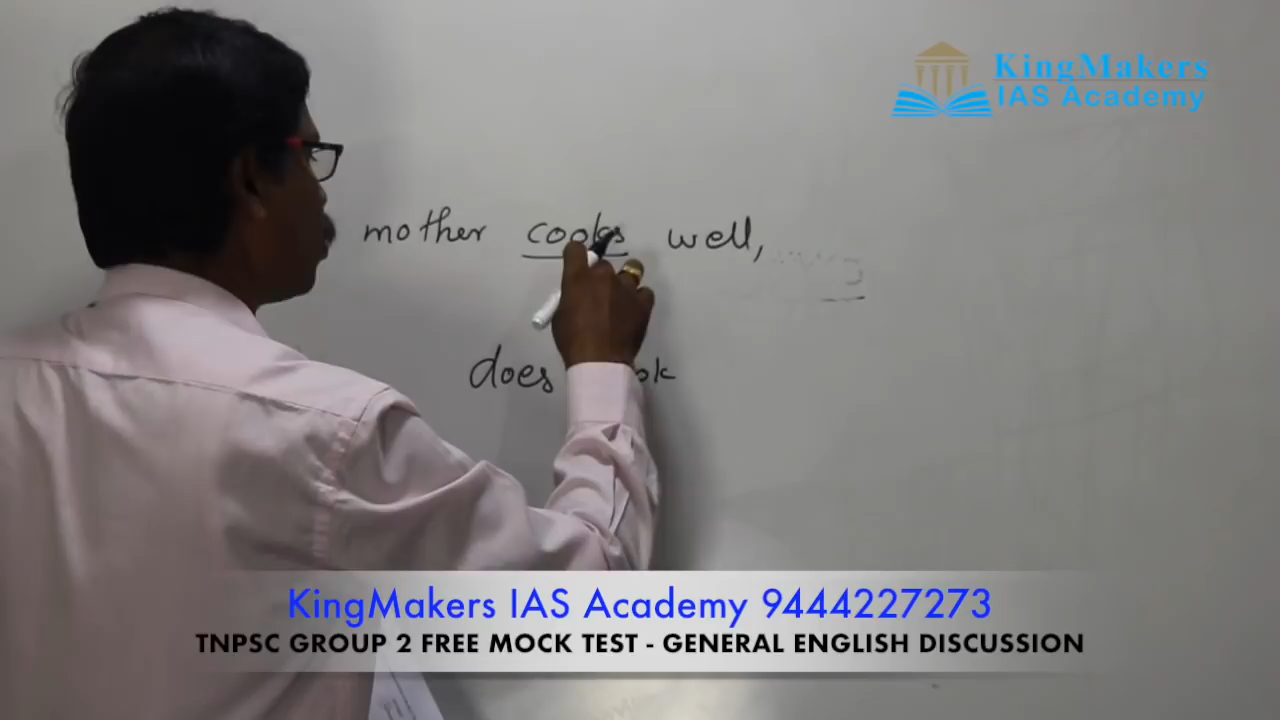 KingMakers
IAS Academy
mother cooks well,
does
KingMakers IAS Academy 9444227273
TNPSC GROUP 2 FREE MOCK TEST - GENERAL ENGLISH DISCUSSION